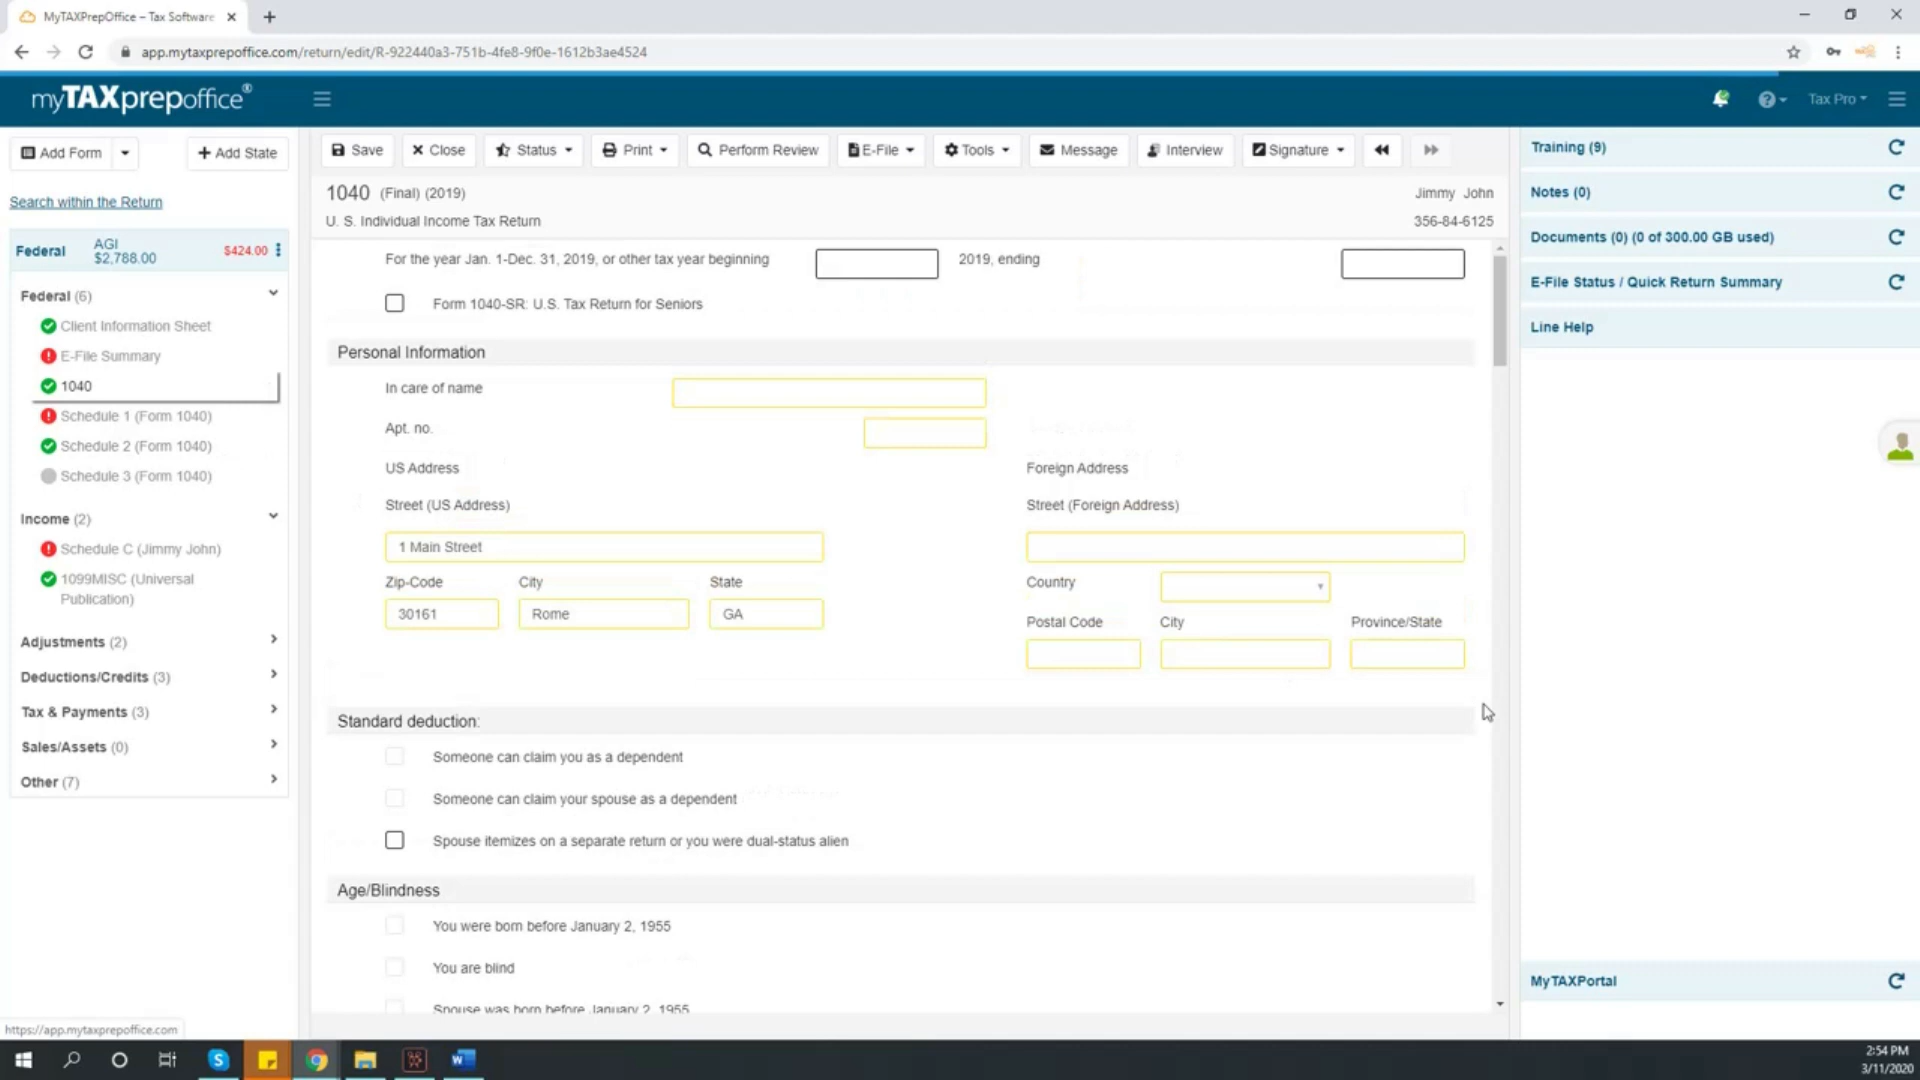 MyTAXPrepOffice – Tax Software
app.mytaxprepoffice.com/return/edit/R-922440a3-751b-4fe8-9f0e-1612b3ae4524
myTAXprepoffice®
Tax Pro
Add Form
+ Add State
Save
Close
Status
Print
Perform Review
E-File
Tools
Message
Interview
Signature
Search within the Return
Federal
AGI
$2,788.00
$424.00
Federal (6)
Client Information Sheet
E-File Summary
1040
Schedule 1 (Form 1040)
Schedule 2 (Form 1040)
Schedule 3 (Form 1040)
Income (2)
Schedule C (Jimmy John)
1099MISC (Universal
Publication)
Adjustments (2)
Deductions/Credits (3)
Tax & Payments (3)
Sales/Assets (0)
Other (7)
https://app.mytaxprepoffice.com
1040 (Final) (2019)
Jimmy John
U. S. Individual Income Tax Return
356-84-6125
For the year Jan. 1-Dec. 31, 2019, or other tax year beginning
2019, ending
Form 1040-SR: U.S. Tax Return for Seniors
Personal Information
In care of name
Apt. no.
US Address
Foreign Address
Street (US Address)
Street (Foreign Address)
1 Main Street
Zip-Code
City
State
Country
30161
Rome
GA
Postal Code
City
Province/State
Standard deduction:
Someone can claim you as a dependent
Someone can claim your spouse as a dependent
Spouse itemizes on a separate return or you were dual-status alien
Age/Blindness
You were born before January 2, 1955
You are blind
Spouse was born before January 2, 1955
Training (9)
Notes (0)
Documents (0) (0 of 300.00 GB used)
E-File Status / Quick Return Summary
Line Help
MyTAXPortal
2:54 PM
3/11/2020